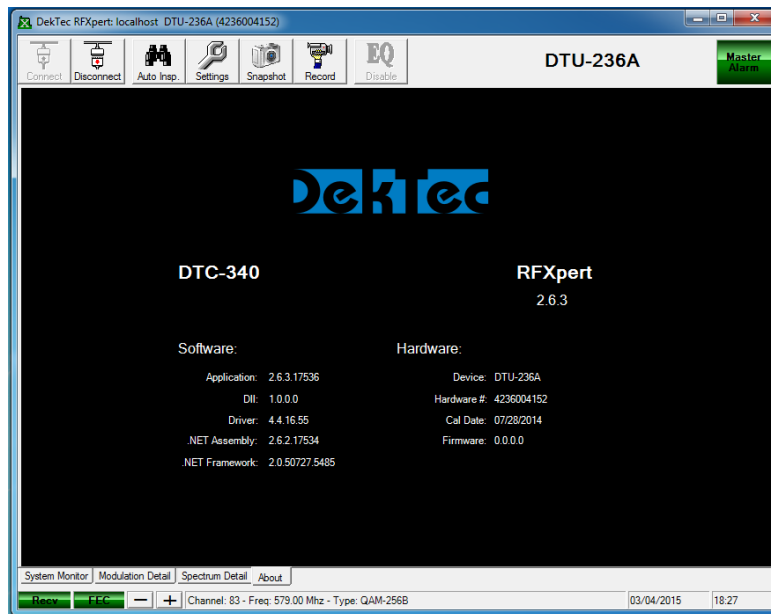 DekTec RFXpert: localhost DTU-236A (4236004152)
Connect Disconnect Auto Insp. Settings Snapshot Record EQ Disable
DTU-236A
Master Alarm
DekTec
DTC-340 RFXpert
2.6.3
Software: Hardware:
Application: 2.6.3.17536 Device: DTU-236A
Dll: 1.0.0.0 Hardware #: 4236004152
Driver: 4.4.16.55 Cal Date: 07/28/2014
.NET Assembly: 2.6.2.17534 Firmware: 0.0.0.0
.NET Framework: 2.0.50727.5485
System Monitor Modulation Detail Spectrum Detail About
Recv FEC Channel: 83 - Freq: 579.00 Mhz - Type: QAM-256B 03/04/2015 18:27